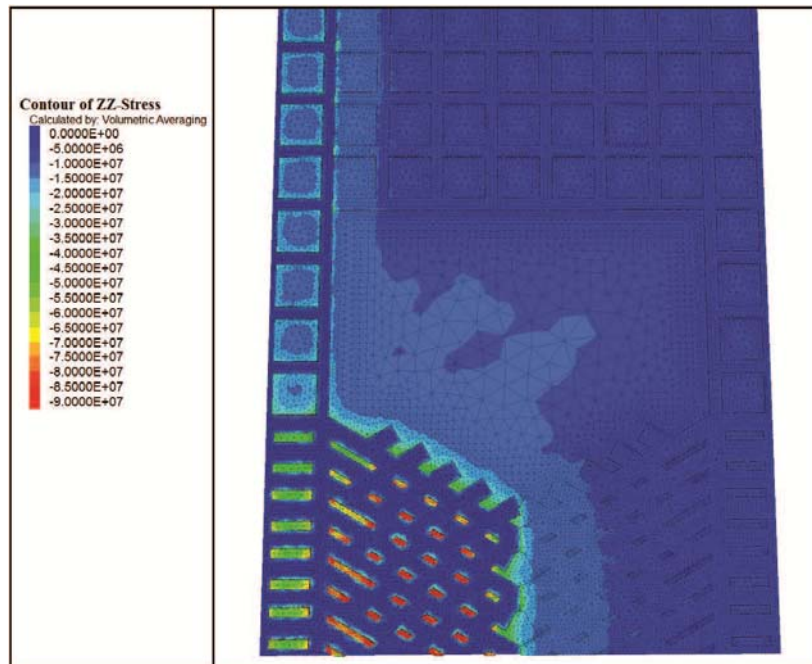 Contour of ZZ-Stress
Calculated by: Volumetric Averaging
0.0000E+00
-5.0000E+06
-1.0000E+07
-1.5000E+07
-2.0000E+07
-2.5000E+07
-3.0000E+07
-3.5000E+07
-4.0000E+07
-4.5000E+07
-5.0000E+07
-5.5000E+07
-6.0000E+07
-6.5000E+07
-7.0000E+07
-7.5000E+07
-8.0000E+07
-8.5000E+07
-9.0000E+07